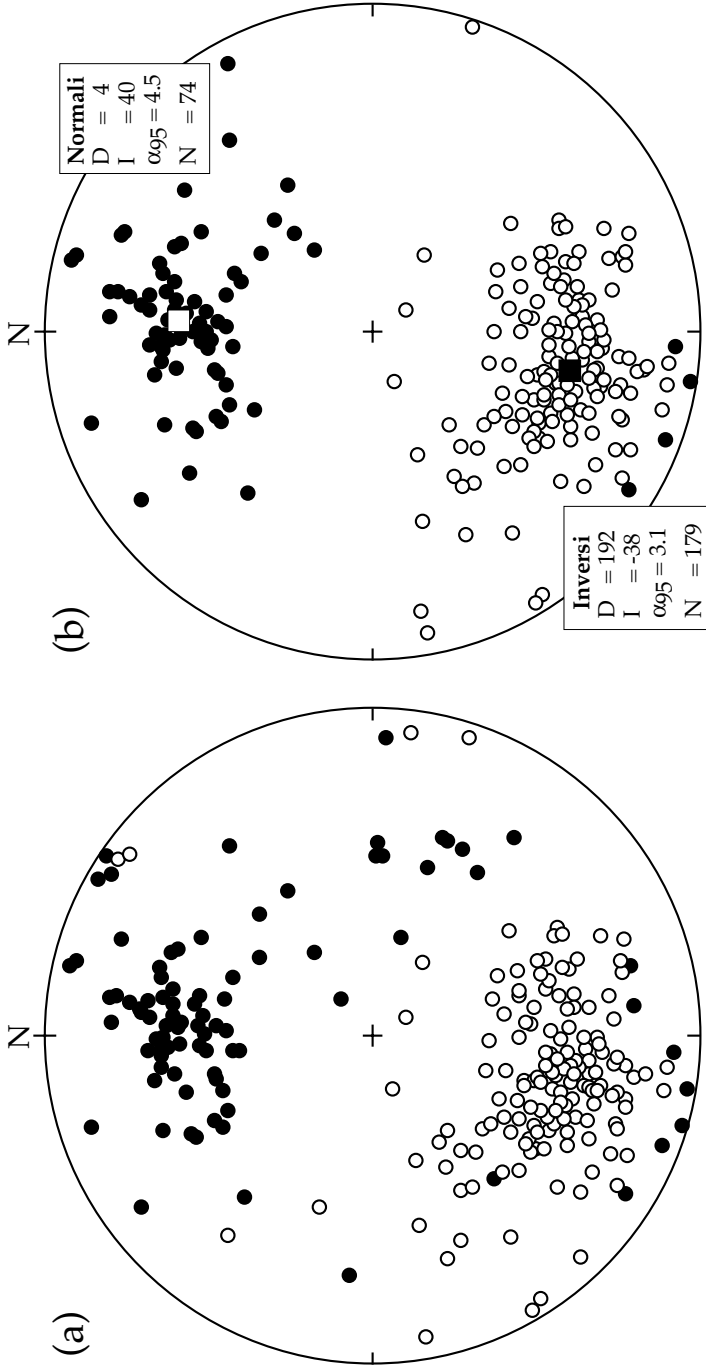 (a)
N
(b)
N
Normali
D = 4
I = 40
α95 = 4.5
N = 74
Inversi
D = 192
I = -38
α95 = 3.1
N = 179